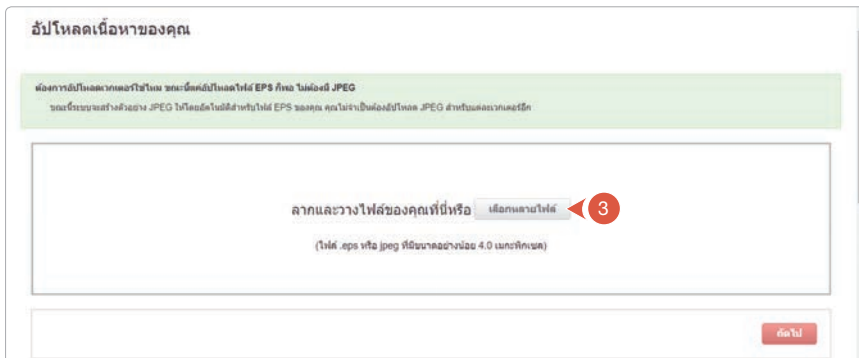 อัปโหลดเนื้อหาของคุณ
ต้องการอัปโหลดเวกเตอร์ใช่ไหม ขณะนี้แค่อัปโหลดไฟล์ EPS ก็พอ ไม่ต้องมี JPEG
ขณะนี้ระบบจะสร้างตัวอย่าง JPEG ให้โดยอัตโนมัติสำหรับไฟล์ EPS ของคุณ คุณไม่จำเป็นต้องอัปโหลด JPEG สำหรับแต่ละเวกเตอร์อีก
ลากและวางไฟล์ของคุณที่นี่หรือ เลือกหลายไฟล์ 3
(ไฟล์ .eps หรือ jpeg ที่มีขนาดอย่างน้อย 4.0 เมกะพิกเซล)
ถัดไป